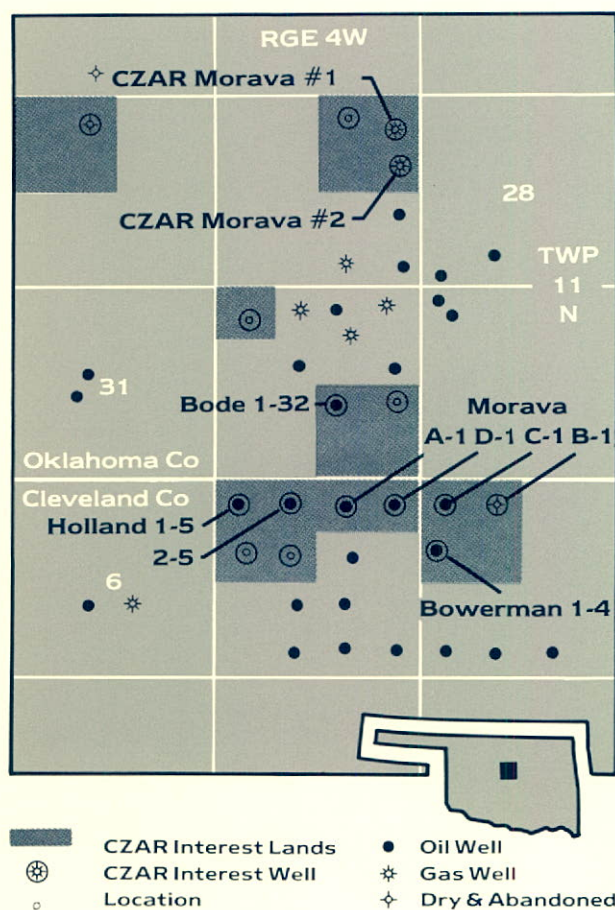 RGE 4W
CZAR Morava #1
CZAR Morava #2
28
TWP
11
N
31
Bode 1-32
Morava
A-1 D-1 C-1 B-1
Oklahoma Co
Cleveland Co
Holland 1-5
2-5
6
Bowerman 1-4
CZAR Interest Lands
Oil Well
CZAR Interest Well
Gas Well
Location
Dry & Abandoned